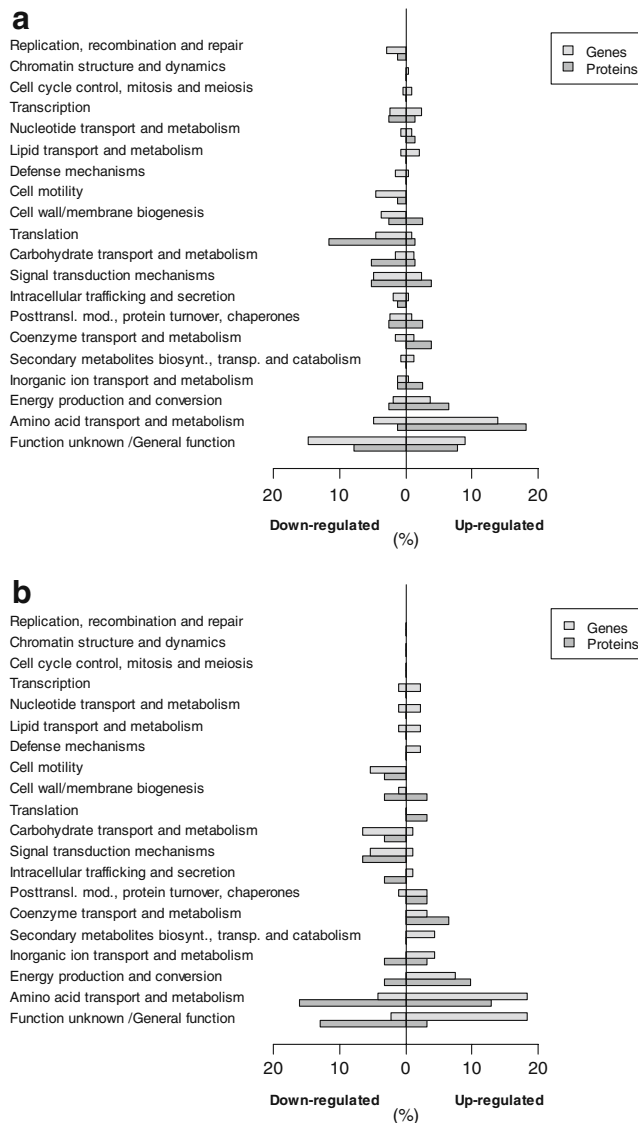 a
Genes
Proteins
Replication, recombination and repair
Chromatin structure and dynamics
Cell cycle control, mitosis and meiosis
Transcription
Nucleotide transport and metabolism
Lipid transport and metabolism
Defense mechanisms
Cell motility
Cell wall/membrane biogenesis
Translation
Carbohydrate transport and metabolism
Signal transduction mechanisms
Intracellular trafficking and secretion
Posttransl. mod., protein turnover, chaperones
Coenzyme transport and metabolism
Secondary metabolites biosynt., transp. and catabolism
Inorganic ion transport and metabolism
Energy production and conversion
Amino acid transport and metabolism
Function unknown /General function
20 10 0 10 20
Down-regulated Up-regulated
(%)
b
Genes
Proteins
Replication, recombination and repair
Chromatin structure and dynamics
Cell cycle control, mitosis and meiosis
Transcription
Nucleotide transport and metabolism
Lipid transport and metabolism
Defense mechanisms
Cell motility
Cell wall/membrane biogenesis
Translation
Carbohydrate transport and metabolism
Signal transduction mechanisms
Intracellular trafficking and secretion
Posttransl. mod., protein turnover, chaperones
Coenzyme transport and metabolism
Secondary metabolites biosynt., transp. and catabolism
Inorganic ion transport and metabolism
Energy production and conversion
Amino acid transport and metabolism
Function unknown /General function
20 10 0 10 20
Down-regulated Up-regulated
(%)